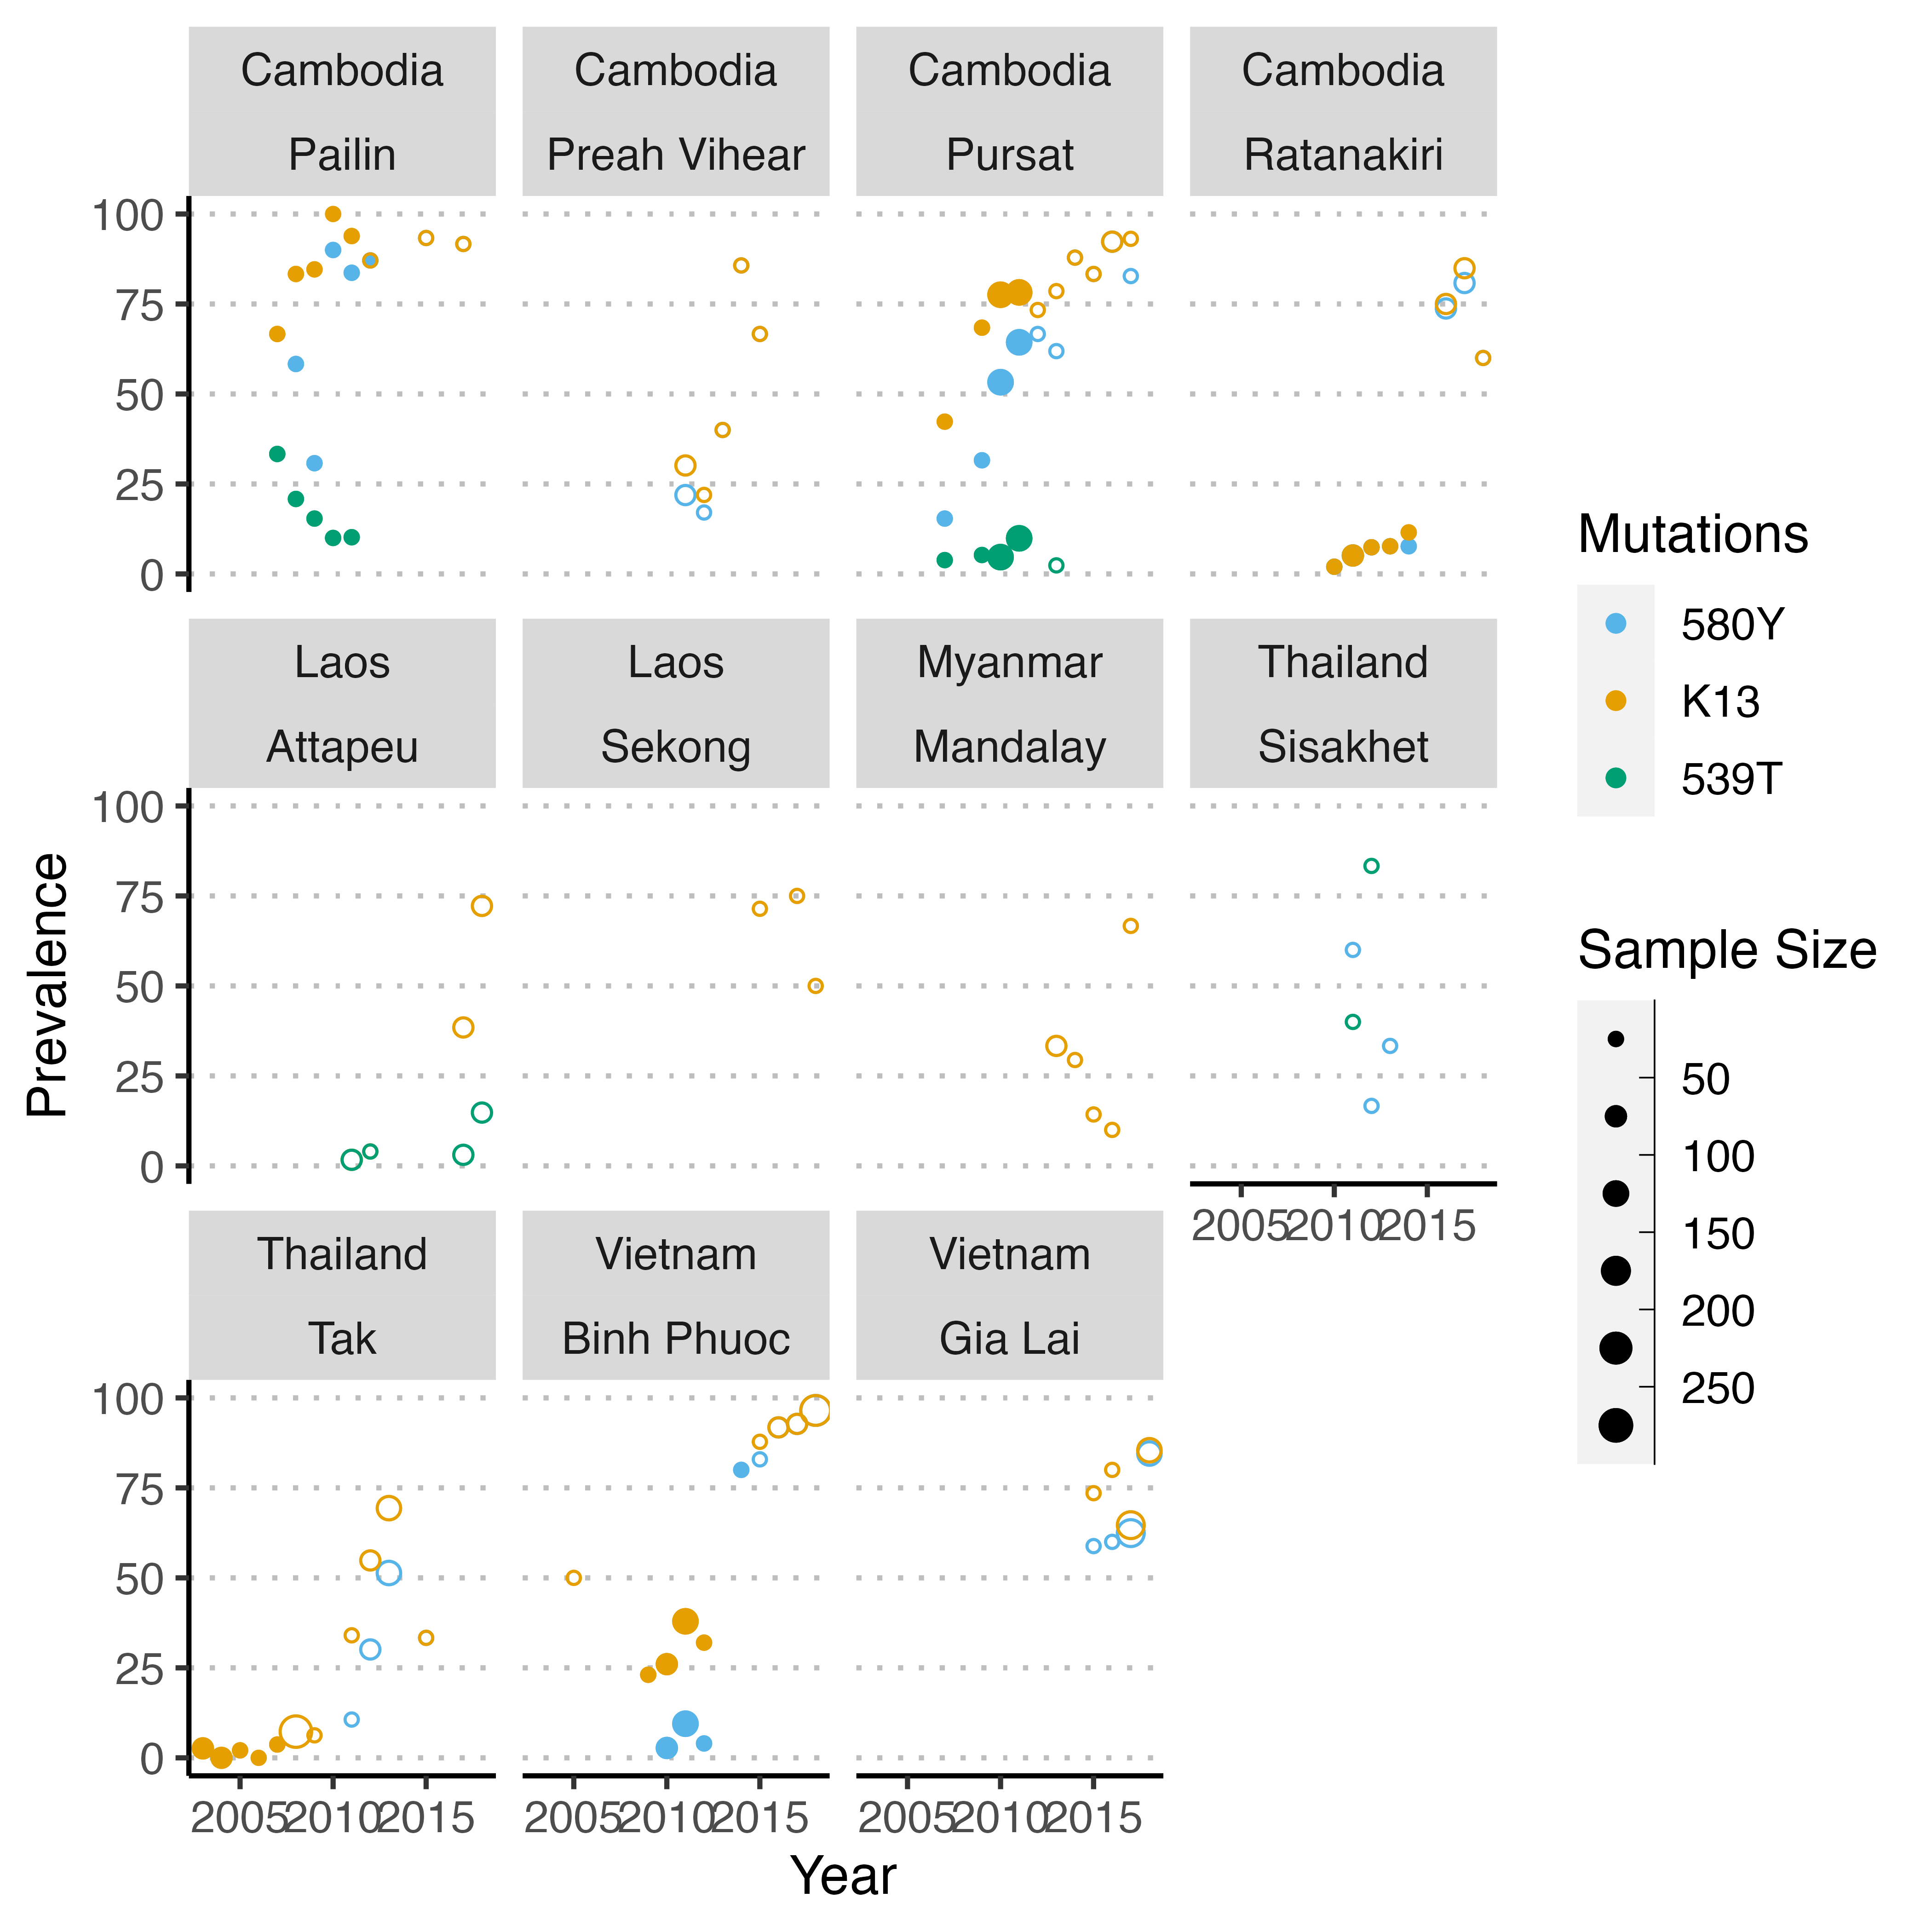 Cambodia Cambodia Cambodia Cambodia
Pailin Preah Vihear Pursat Ratanakiri
100
75
50
25
0
Laos Laos Myanmar Thailand
Attapeu Sekong Mandalay Sisakhet
100
75
50
25
0
2005 2010 2015
Thailand Vietnam Vietnam
Tak Binh Phuoc Gia Lai
100
75
50
25
0
2005 2010 2015 2005 2010 2015 2005 2010 2015
Year
Prevalence
Mutations
580Y
K13
539T
Sample Size
50
100
150
200
250